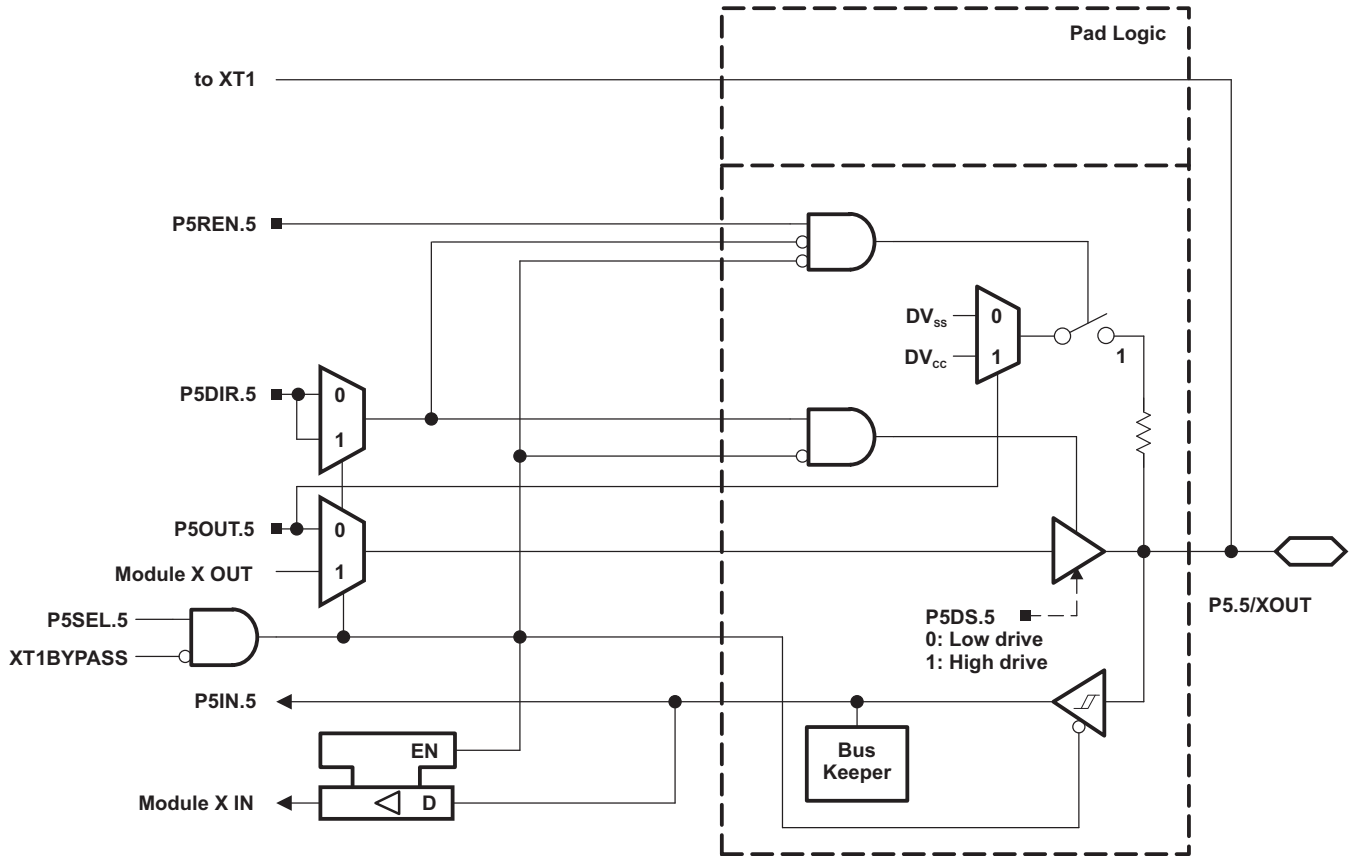 Pad Logic
to XT1
P5REN.5
DVss
0
DVcc
1
1
P5DIR.5
0
1
P5OUT.5
0
Module X OUT
1
P5SEL.5
XT1BYPASS
P5DS.5
0: Low drive
1: High drive
P5.5/XOUT
P5IN.5
Bus
Keeper
EN
Module X IN
D